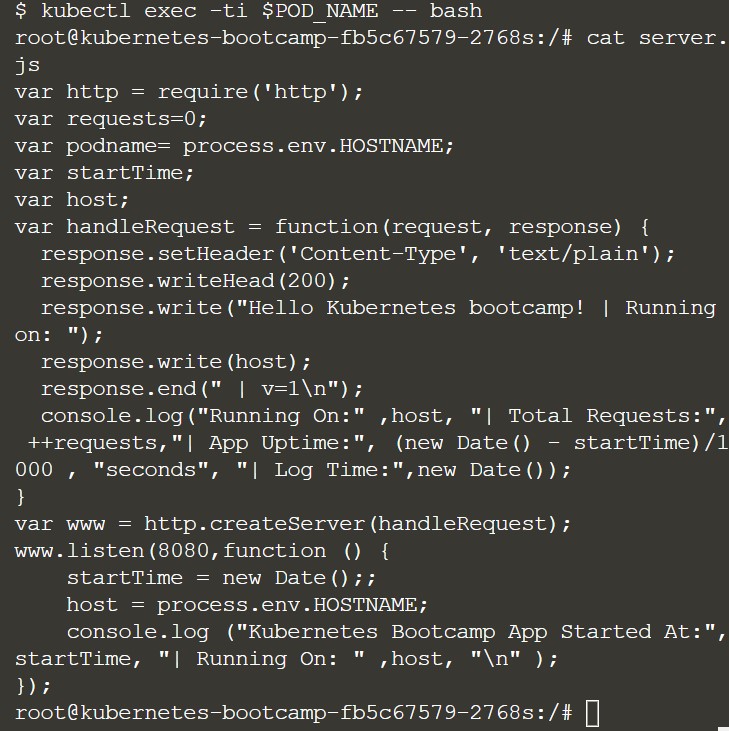 $ kubectl exec -ti $POD_NAME -- bash
root@kubernetes-bootcamp-fb5c67579-2768s:/# cat server.
js
var http = require('http');
var requests=0;
var podname= process.env.HOSTNAME;
var startTime;
var host;
var handleRequest = function(request, response) {
  response.setHeader('Content-Type', 'text/plain');
  response.writeHead(200);
  response.write("Hello Kubernetes bootcamp! | Running
on: ");
  response.write(host);
  response.end(" | v=1\n");
  console.log("Running On:" ,host, "| Total Requests:",
 ++requests,"| App Uptime:", (new Date() - startTime)/1
000 , "seconds", "| Log Time:",new Date());
}
var www = http.createServer(handleRequest);
www.listen(8080,function () {
    startTime = new Date();;
    host = process.env.HOSTNAME;
    console.log ("Kubernetes Bootcamp App Started At:",
startTime, "| Running On: " ,host, "\n" );
});
root@kubernetes-bootcamp-fb5c67579-2768s:/#